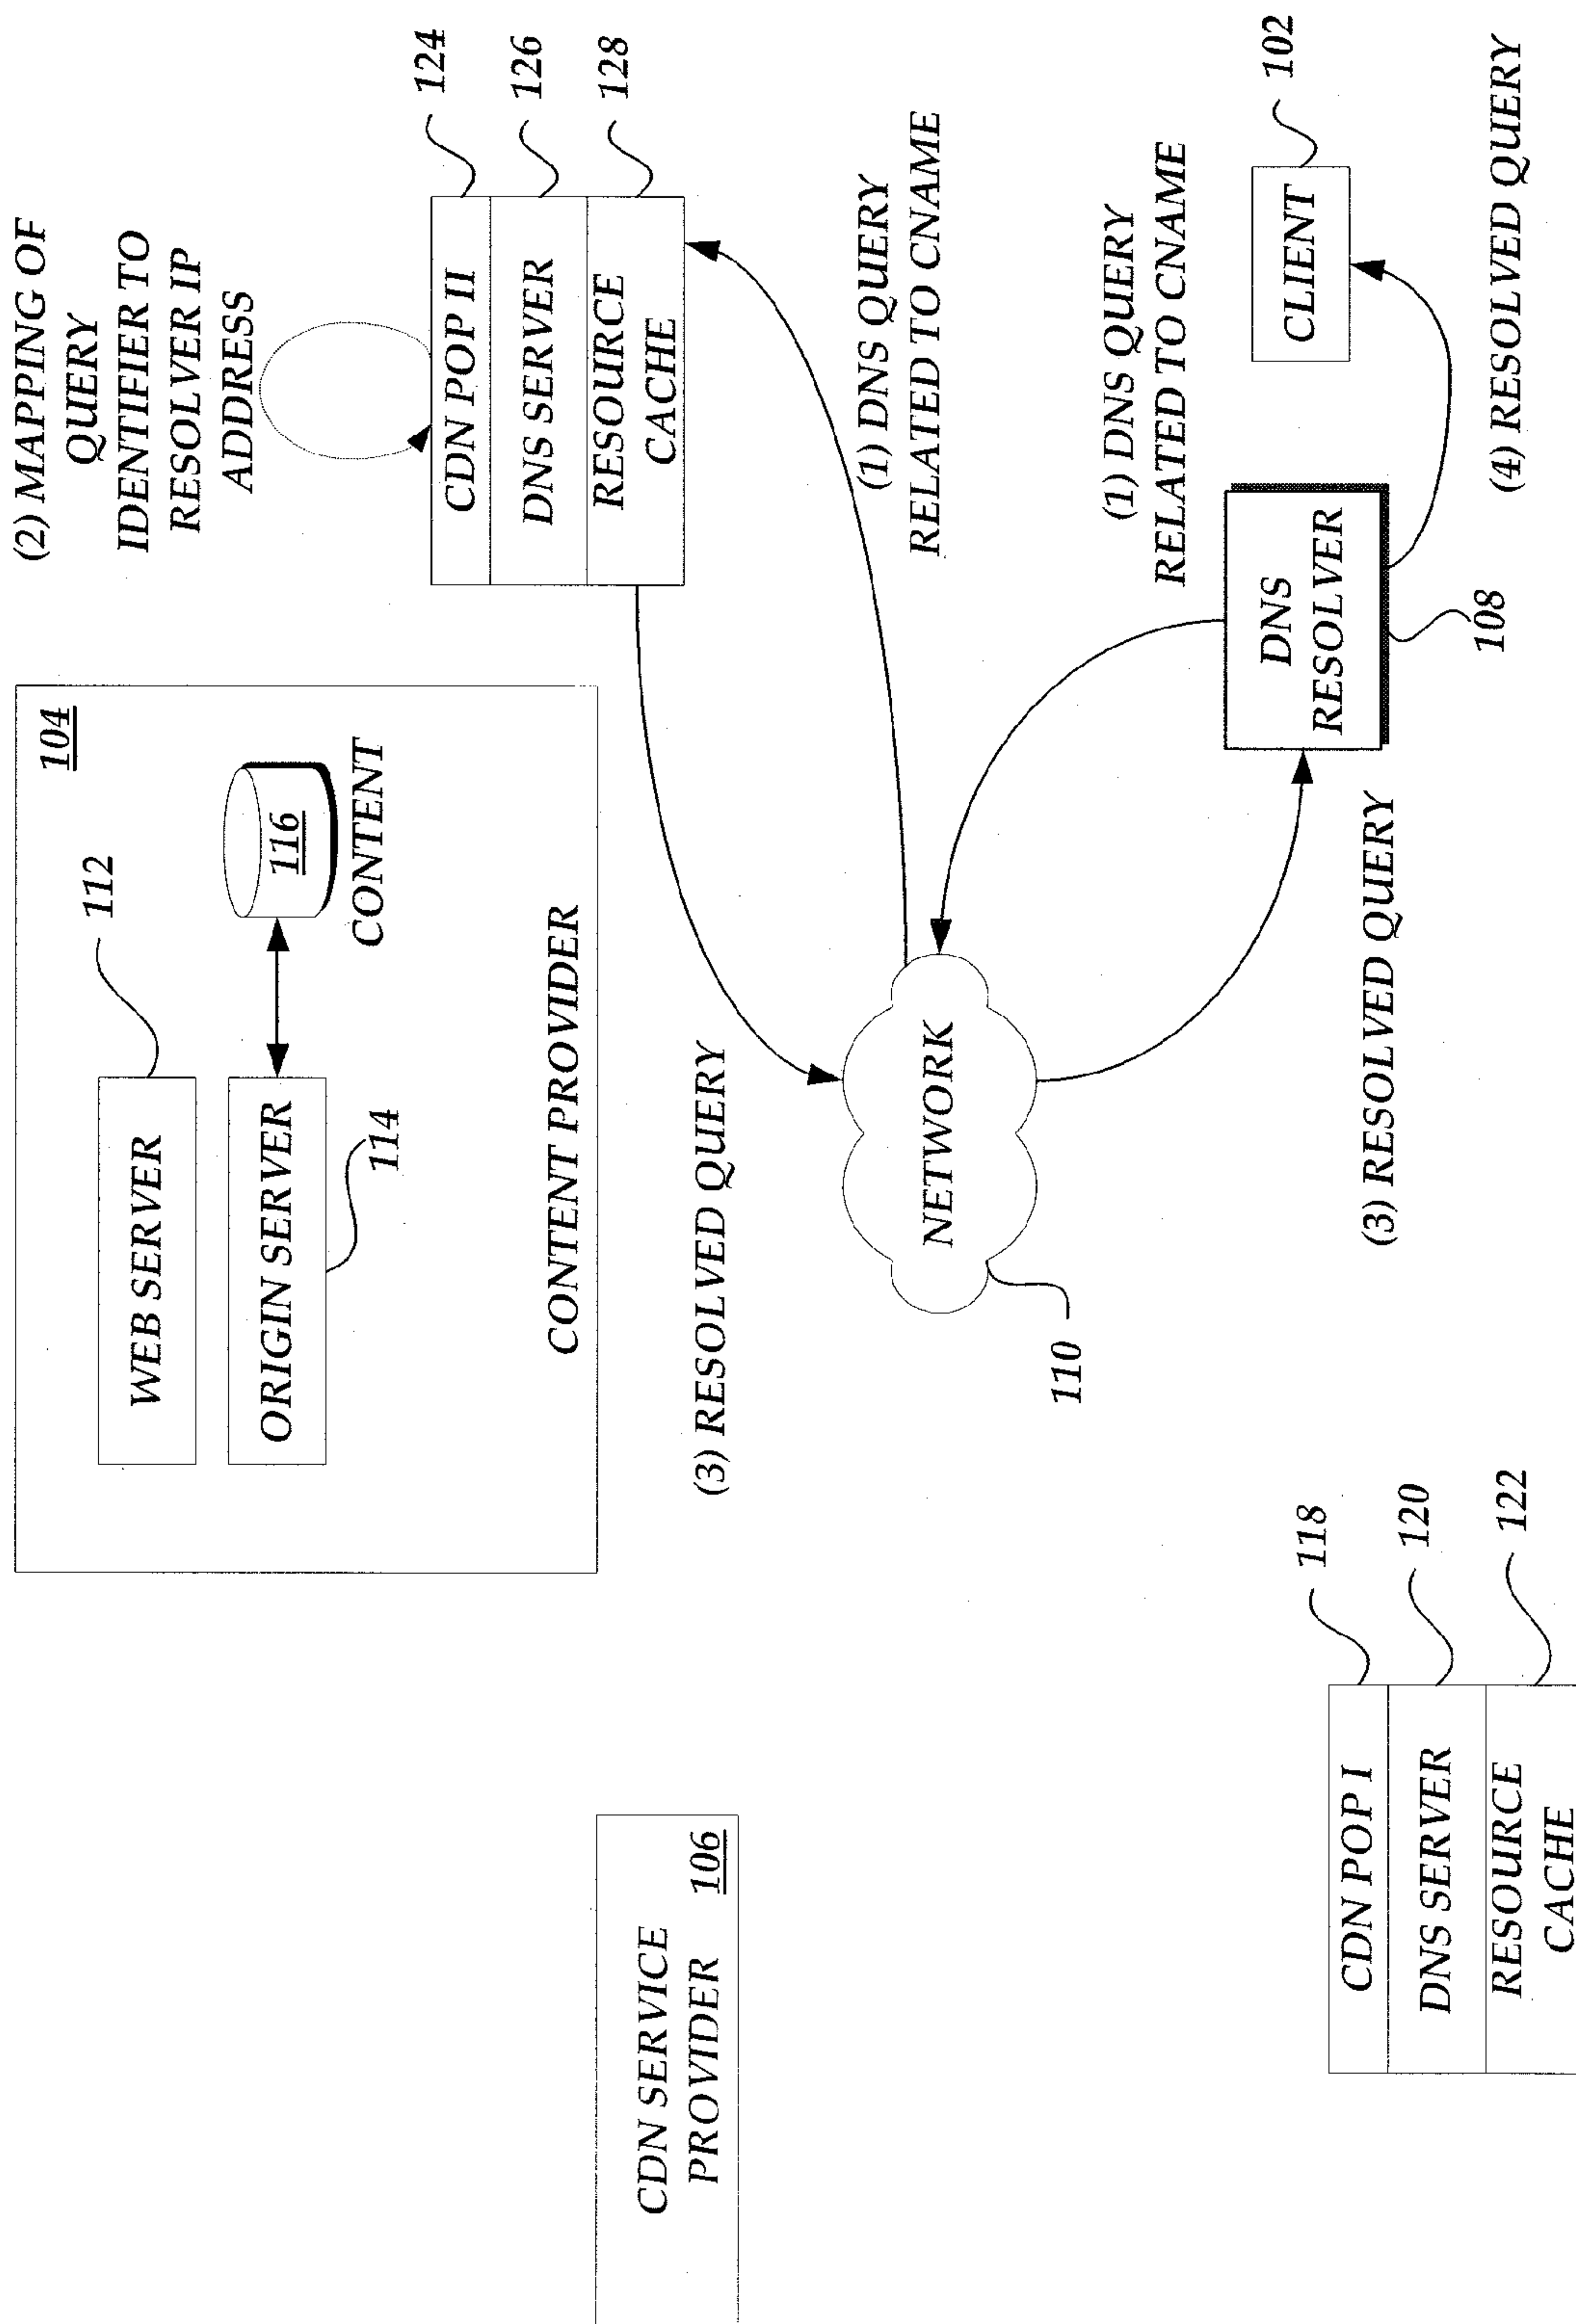 104
WEB SERVER
112
ORIGIN SERVER
114
116
CONTENT
CONTENT PROVIDER
(2) MAPPING OF
QUERY
IDENTIFIER TO
RESOLVER IP
ADDRESS
CDN POP II
124
DNS SERVER
126
RESOURCE
CACHE
128
CDN SERVICE
PROVIDER 106
(3) RESOLVED QUERY
(1) DNS QUERY
RELATED TO CNAME
NETWORK
110
(1) DNS QUERY
RELATED TO CNAME
DNS
RESOLVER
108
CLIENT
102
(3) RESOLVED QUERY
(4) RESOLVED QUERY
CDN POP I
118
DNS SERVER
120
RESOURCE
CACHE
122